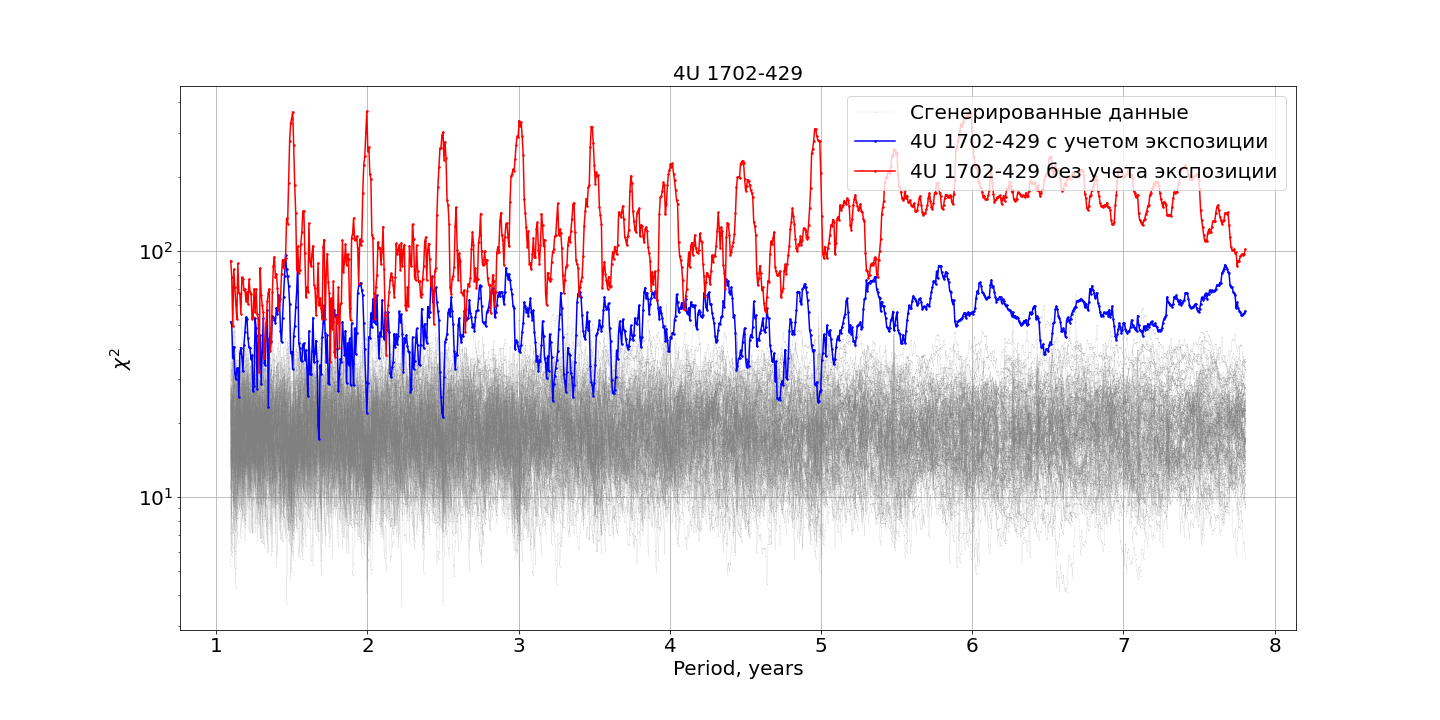 4U 1702-429
Сгенерированные данные
4U 1702-429 с учетом экспозиции
4U 1702-429 без учета экспозиции
10²
10¹
χ²
1 2 3 4 5 6 7 8
Period, years